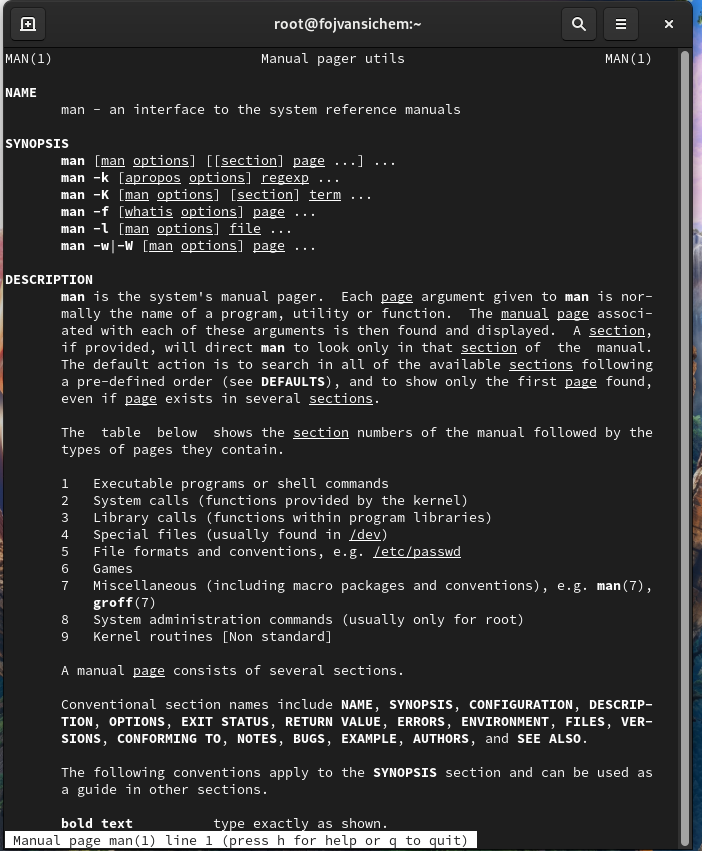 root@fojvansichem:~
MAN(1) Manual pager utils MAN(1)
NAME
man - an interface to the system reference manuals
SYNOPSIS
man [man options] [[section] page ...] ...
man -k [apropos options] regexp ...
man -K [man options] [section] term ...
man -f [whatis options] page ...
man -l [man options] file ...
man -w|-W [man options] page ...
DESCRIPTION
man is the system's manual pager. Each page argument given to man is nor-
mally the name of a program, utility or function. The manual page associ-
ated with each of these arguments is then found and displayed. A section,
if provided, will direct man to look only in that section of the manual.
The default action is to search in all of the available sections following
a pre-defined order (see DEFAULTS), and to show only the first page found,
even if page exists in several sections.
The table below shows the section numbers of the manual followed by the
types of pages they contain.
1 Executable programs or shell commands
2 System calls (functions provided by the kernel)
3 Library calls (functions within program libraries)
4 Special files (usually found in /dev)
5 File formats and conventions, e.g. /etc/passwd
6 Games
7 Miscellaneous (including macro packages and conventions), e.g. man(7),
groff(7)
8 System administration commands (usually only for root)
9 Kernel routines [Non standard]
A manual page consists of several sections.
Conventional section names include NAME, SYNOPSIS, CONFIGURATION, DESCRIP-
TION, OPTIONS, EXIT STATUS, RETURN VALUE, ERRORS, ENVIRONMENT, FILES, VER-
SIONS, CONFORMING TO, NOTES, BUGS, EXAMPLE, AUTHORS, and SEE ALSO.
The following conventions apply to the SYNOPSIS section and can be used as
a guide in other sections.
bold text type exactly as shown.
Manual page man(1) line 1 (press h for help or q to quit)